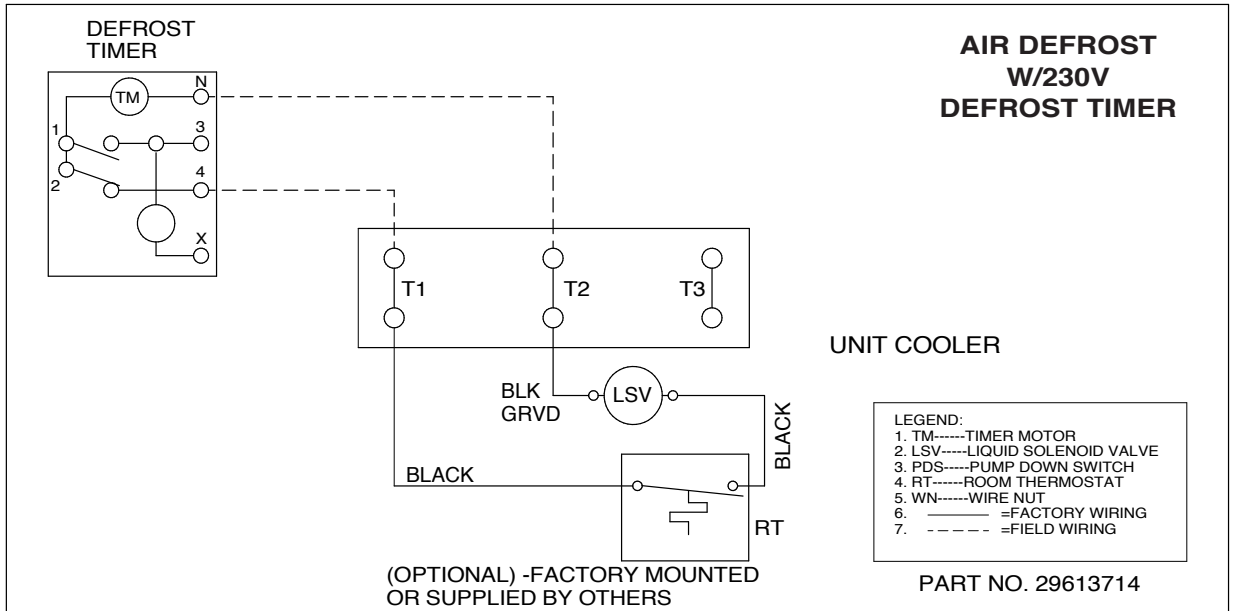 DEFROST
TIMER
AIR DEFROST
W/230V
DEFROST TIMER
TM
N
1
3
2
4
X
T1
T2
T3
UNIT COOLER
BLK
GRVD
LSV
BLACK
BLACK
RT
(OPTIONAL) -FACTORY MOUNTED
OR SUPPLIED BY OTHERS
LEGEND:
1. TM------TIMER MOTOR
2. LSV-----LIQUID SOLENOID VALVE
3. PDS-----PUMP DOWN SWITCH
4. RT------ROOM THERMOSTAT
5. WN------WIRE NUT
6. ———— =FACTORY WIRING
7. - - - - - =FIELD WIRING
PART NO. 29613714